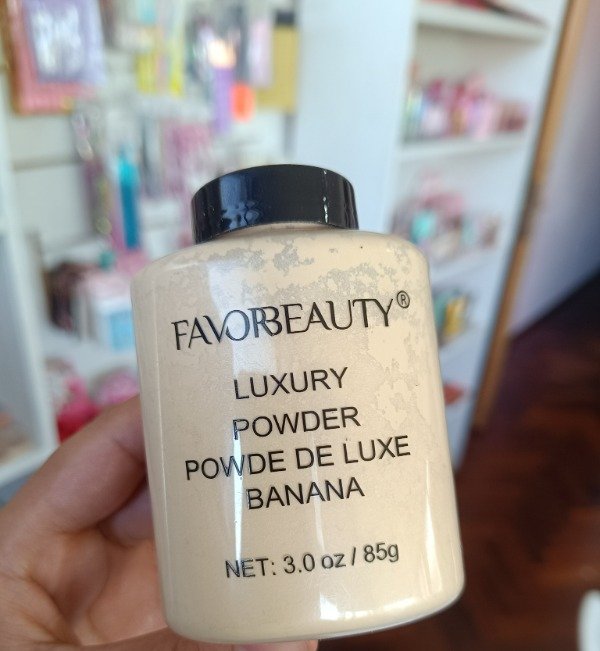 FAVORBEAUTY®
LUXURY
POWDER
POWDE DE LUXE
BANANA
NET: 3.0 oz / 85g